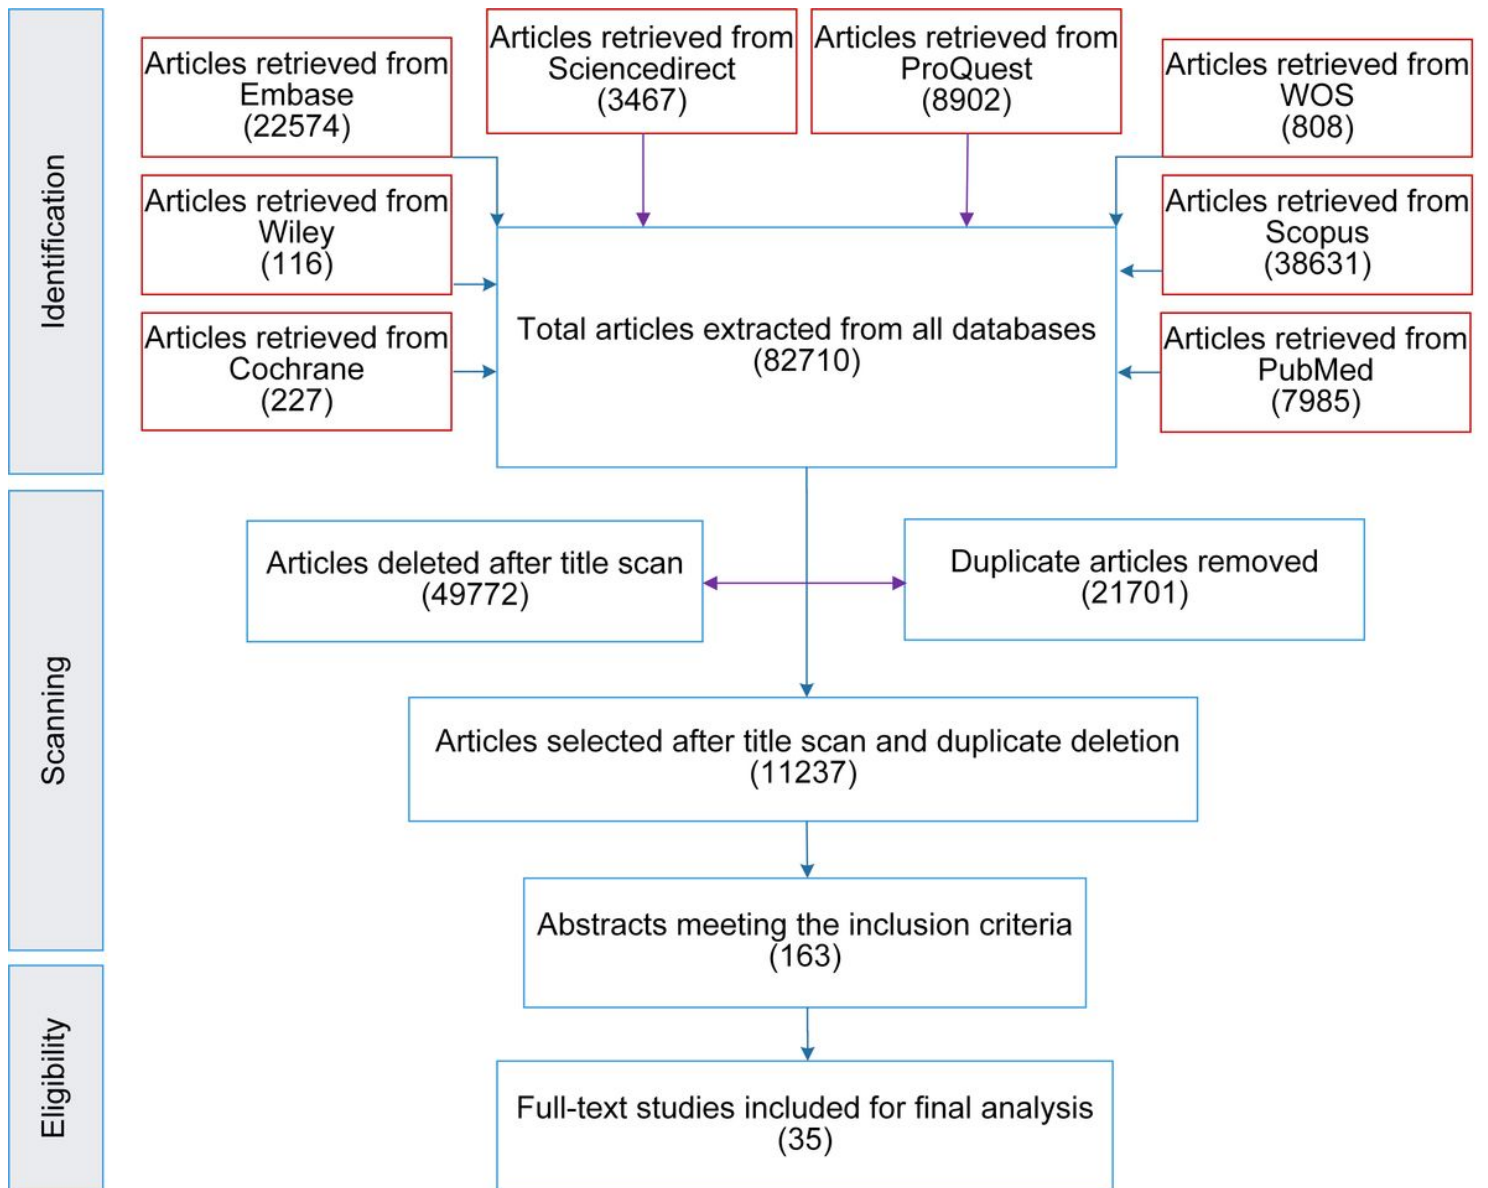 Identification
Articles retrieved from
Embase
(22574)
Articles retrieved from
Sciencedirect
(3467)
Articles retrieved from
ProQuest
(8902)
Articles retrieved from
WOS
(808)
Articles retrieved from
Wiley
(116)
Articles retrieved from
Scopus
(38631)
Articles retrieved from
Cochrane
(227)
Total articles extracted from all databases
(82710)
Articles retrieved from
PubMed
(7985)
Scanning
Articles deleted after title scan
(49772)
Duplicate articles removed
(21701)
Articles selected after title scan and duplicate deletion
(11237)
Abstracts meeting the inclusion criteria
(163)
Eligibility
Full-text studies included for final analysis
(35)